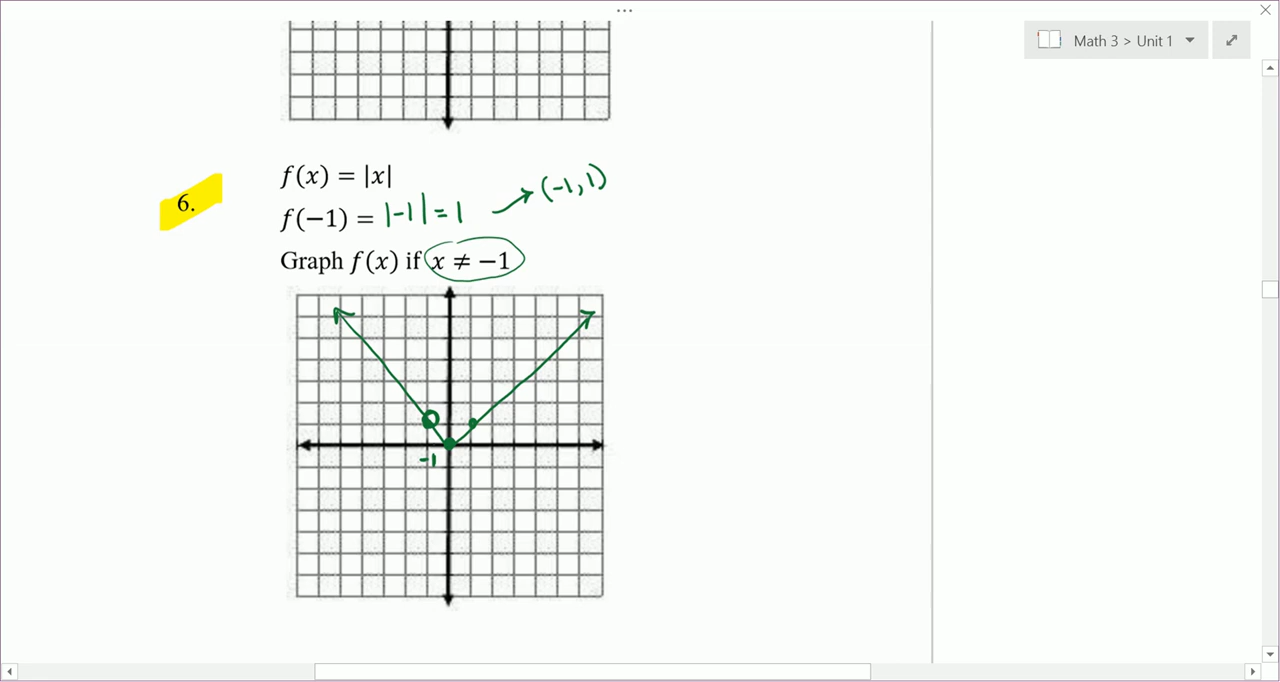 Math 3 > Unit 1
f(x) = |x|
6.
f(−1) = |-1| = 1 → (-1, 1)
Graph f(x) if x ≠ −1
-1